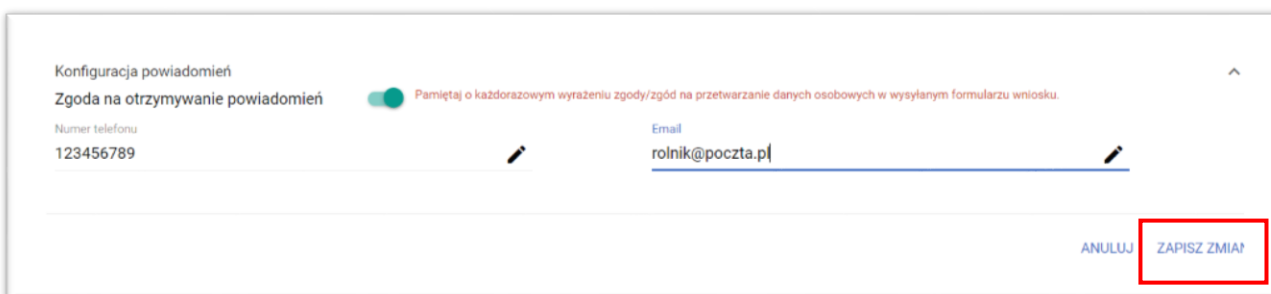 Konfiguracja powiadomień
Zgoda na otrzymywanie powiadomień Pamiętaj o każdorazowym wyrażeniu zgody/zgód na przetwarzanie danych osobowych w wysyłanym formularzu wniosku.
Numer telefonu Email
123456789 rolnik@poczta.pl
ANULUJ ZAPISZ ZMIAN